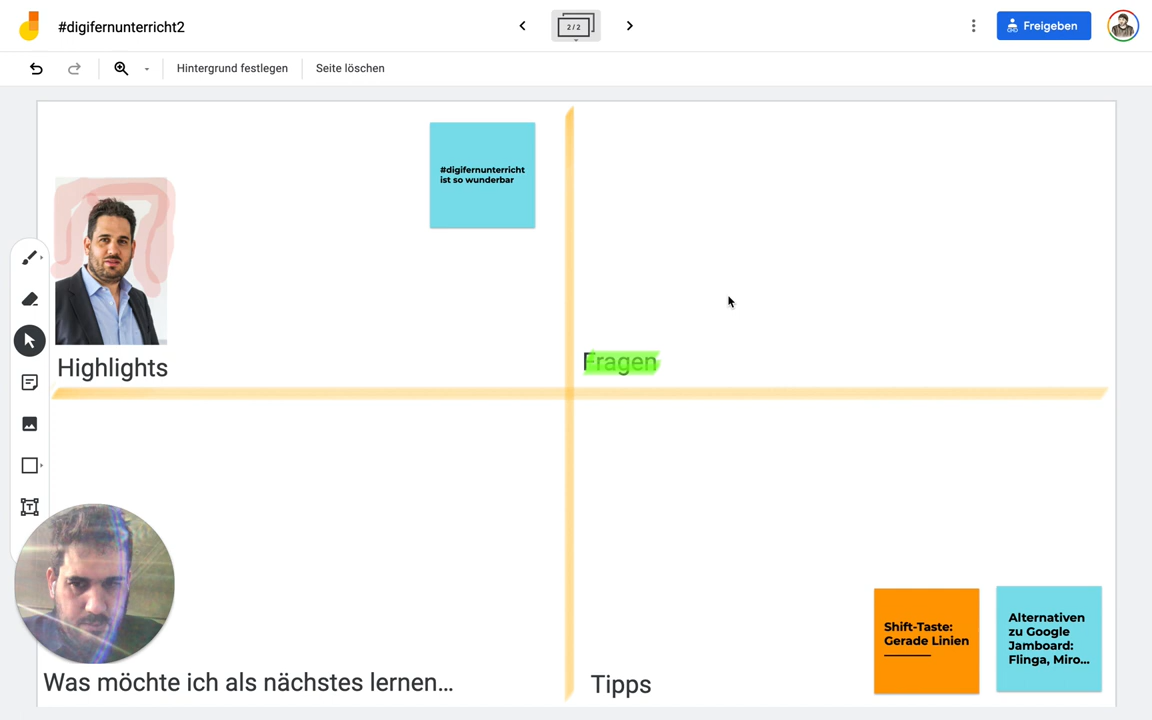 #digifernunterricht2
2 / 2
Freigeben
Hintergrund festlegen
Seite löschen
#digifernunterricht
ist so wunderbar
Highlights
Fragen
Was möchte ich als nächstes lernen...
Tipps
Shift-Taste:
Gerade Linien
Alternativen
zu Google
Jamboard:
Flinga, Miro...